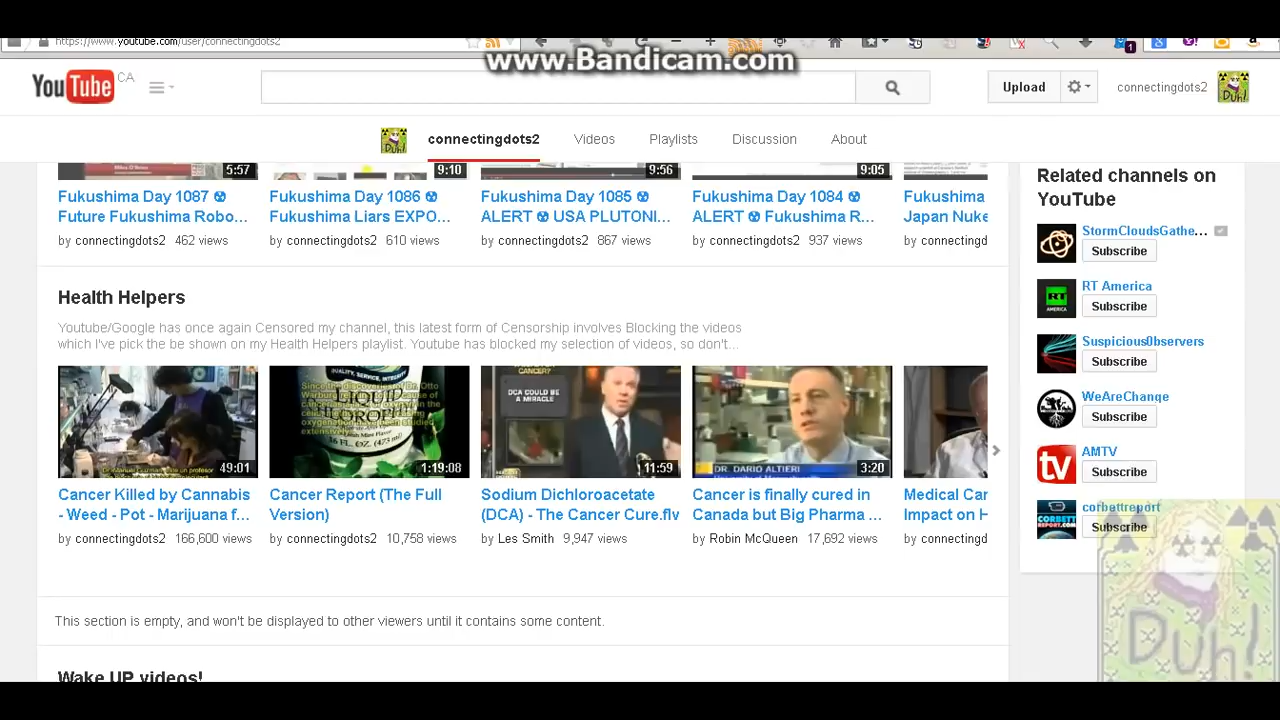 https://www.youtube.com/user/connectingdots2
www.Bandicam.com
1
YouTube CA
Upload
connectingdots2
Duh!
connectingdots2 Videos Playlists Discussion About
5:57 9:10 9:56 9:05
Fukushima Day 1087 ☢
Future Fukushima Robo...
by connectingdots2 462 views
Fukushima Day 1086 ☢
Fukushima Liars EXPO...
by connectingdots2 610 views
Fukushima Day 1085 ☢
ALERT ☢ USA PLUTONI...
by connectingdots2 867 views
Fukushima Day 1084 ☢
ALERT ☢ Fukushima R...
by connectingdots2 937 views
Fukushima
Japan Nuke
by connectingd
Related channels on
YouTube
StormCloudsGathe...
Subscribe
RT America
Subscribe
Suspicious0bservers
Subscribe
WeAreChange
Subscribe
AMTV
Subscribe
corbettreport
Subscribe
Health Helpers
Youtube/Google has once again Censored my channel, this latest form of Censorship involves Blocking the videos
which I've pick the be shown on my Health Helpers playlist. Youtube has blocked my selection of videos, so don't...
49:01
Cancer Killed by Cannabis
- Weed - Pot - Marijuana f...
by connectingdots2 166,600 views
1:19:08
Cancer Report (The Full
Version)
by connectingdots2 10,758 views
CANCER?
DCA COULD BE
A MIRACLE
11:59
Sodium Dichloroacetate
(DCA) - The Cancer Cure.flv
by Les Smith 9,947 views
DR. DARIO ALTIERI
3:20
Cancer is finally cured in
Canada but Big Pharma ...
by Robin McQueen 17,692 views
Medical Car
Impact on H
by connectingd
This section is empty, and won't be displayed to other viewers until it contains some content.
Wake UP videos!
Duh!